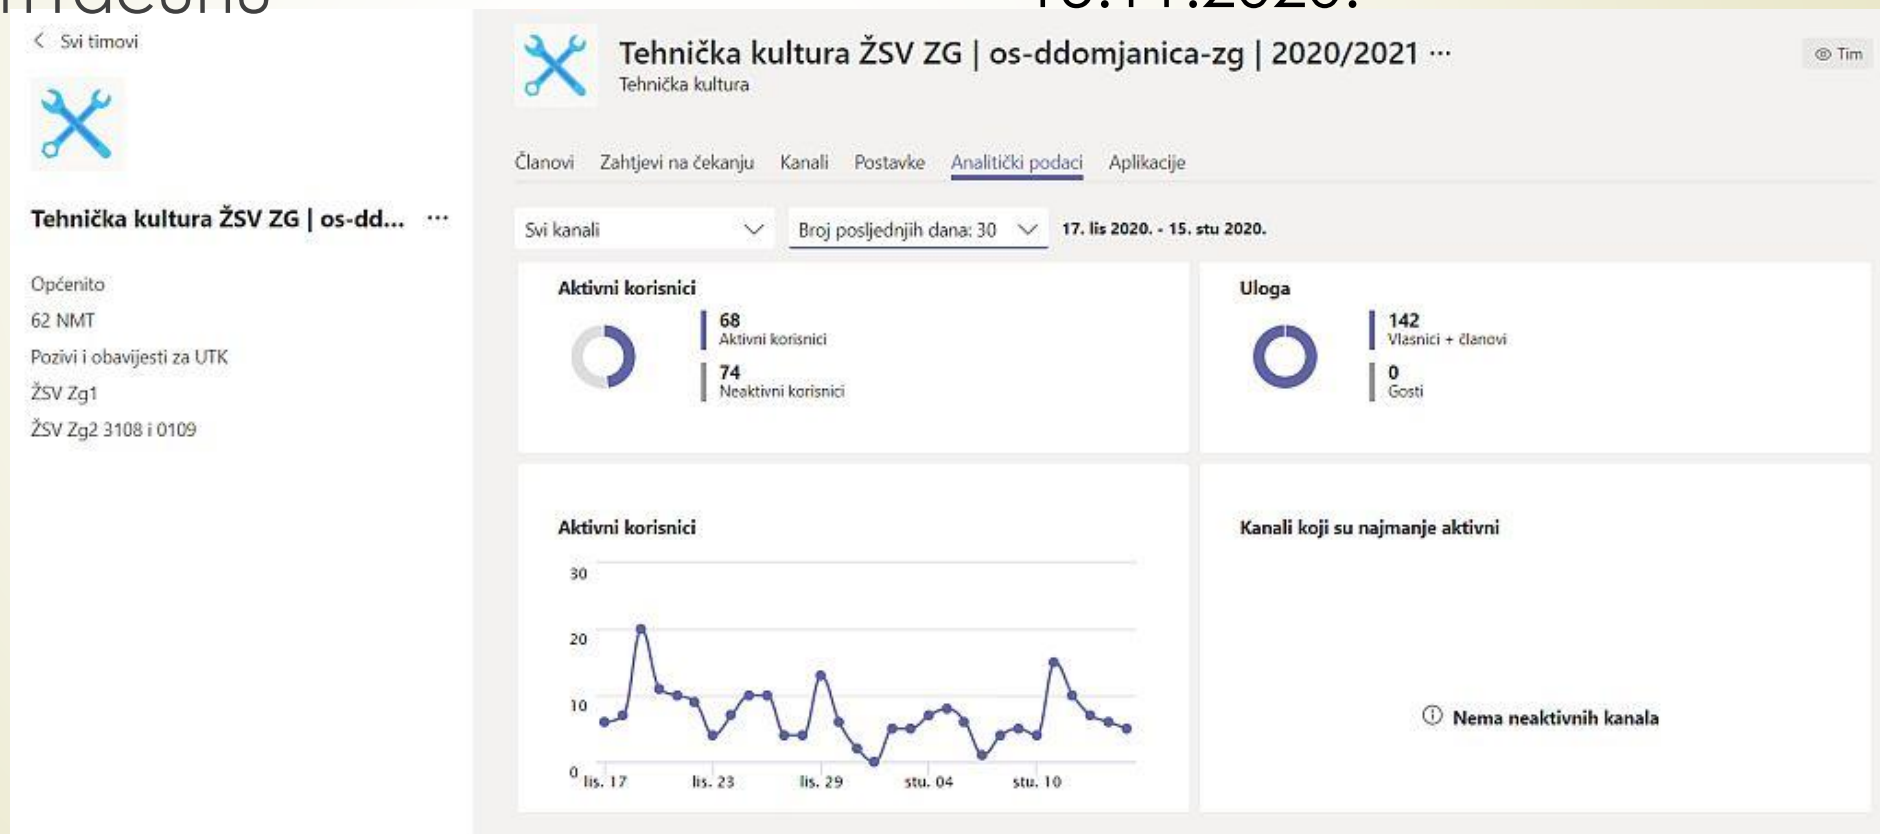 Svi timovi
Tehnička kultura ŽSV ZG | os-dd... ...
Općenito
62 NMT
Pozivi i obavijesti za UTK
ŽSV Zg1
ŽSV Zg2 3108 i 0109
Tehnička kultura ŽSV ZG | os-ddomjanica-zg | 2020/2021 ...
Tehnička kultura
Tim
Članovi Zahtjevi na čekanju Kanali Postavke Analitički podaci Aplikacije
Svi kanali Broj posljednjih dana: 30 17. lis 2020. - 15. stu 2020.
Aktivni korisnici
68
Aktivni korisnici
74
Neaktivni korisnici
Uloga
142
Vlasnici + članovi
0
Gosti
Aktivni korisnici
30
20
10
0
lis. 17 lis. 23 lis. 29 stu. 04 stu. 10
Kanali koji su najmanje aktivni
Nema neaktivnih kanala